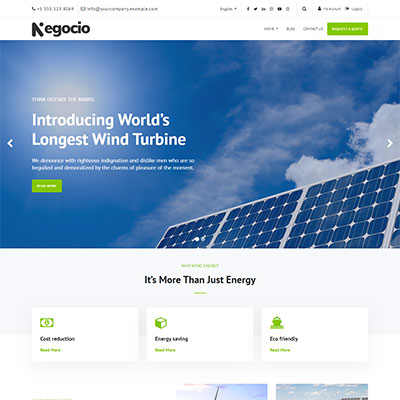 +1 555 123 8069 info@yourcompany.example.com English My Account Logout
Negocio
HOME BLOG CONTACT US REQUEST A QUOTE
THINK OUTSIDE THE BARREL
Introducing World's
Longest Wind Turbine
We denounce with righteous indignation and dislike men who are so
beguiled and demoralized by the charms of pleasure of the moment.
READ MORE
WHY WIND ENERGY
It's More Than Just Energy
Cost reduction Energy saving Eco friendly
Read More Read More Read More